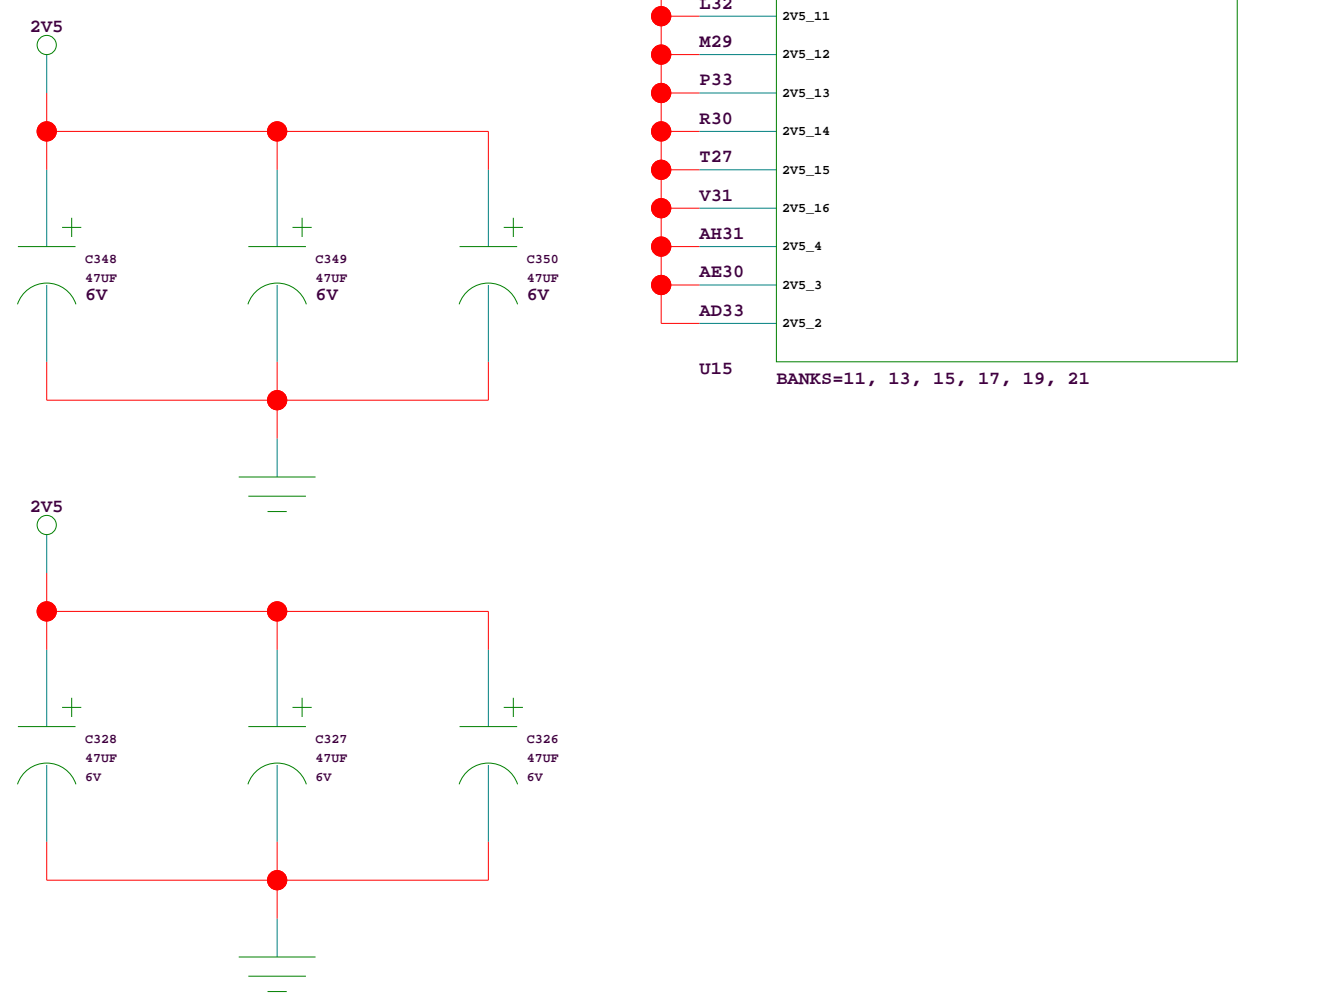 2V5
C348
47UF
6V
C349
47UF
6V
C350
47UF
6V
2V5
C328
47UF
6V
C327
47UF
6V
C326
47UF
6V
L32 2V5_11
M29 2V5_12
P33 2V5_13
R30 2V5_14
T27 2V5_15
V31 2V5_16
AH31 2V5_4
AE30 2V5_3
AD33 2V5_2
U15
BANKS=11, 13, 15, 17, 19, 21